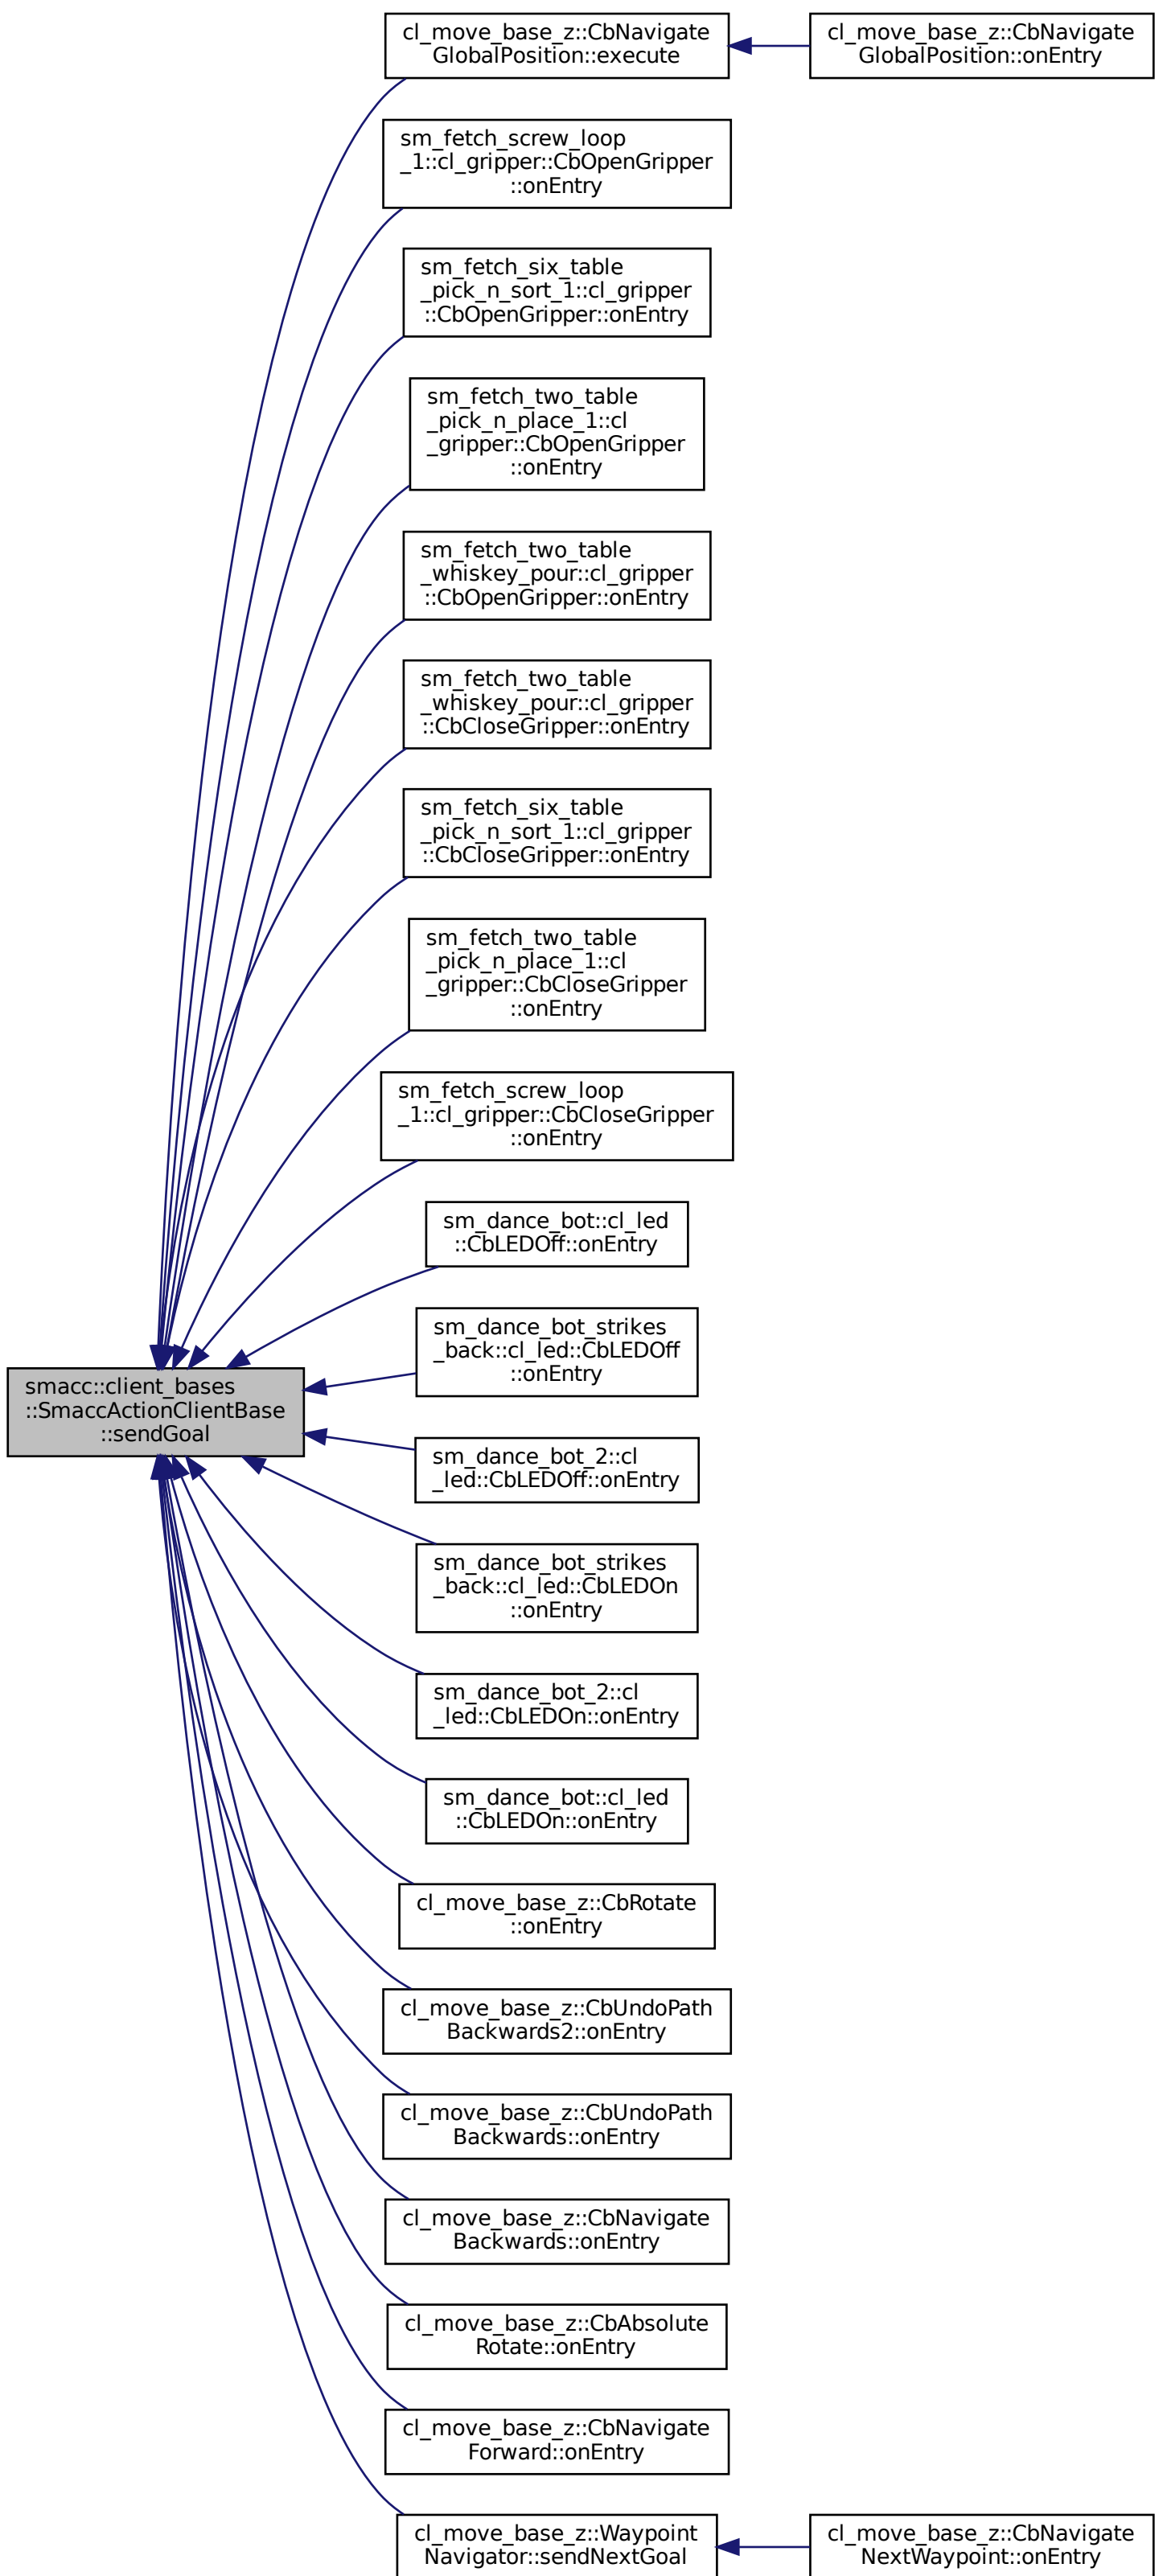 cl_move_base_z::CbNavigate
GlobalPosition::execute
cl_move_base_z::CbNavigate
GlobalPosition::onEntry
sm_fetch_screw_loop
_1::cl_gripper::CbOpenGripper
::onEntry
sm_fetch_six_table
_pick_n_sort_1::cl_gripper
::CbOpenGripper::onEntry
sm_fetch_two_table
_pick_n_place_1::cl
_gripper::CbOpenGripper
::onEntry
sm_fetch_two_table
_whiskey_pour::cl_gripper
::CbOpenGripper::onEntry
sm_fetch_two_table
_whiskey_pour::cl_gripper
::CbCloseGripper::onEntry
sm_fetch_six_table
_pick_n_sort_1::cl_gripper
::CbCloseGripper::onEntry
sm_fetch_two_table
_pick_n_place_1::cl
_gripper::CbCloseGripper
::onEntry
sm_fetch_screw_loop
_1::cl_gripper::CbCloseGripper
::onEntry
sm_dance_bot::cl_led
::CbLEDOff::onEntry
sm_dance_bot_strikes
_back::cl_led::CbLEDOff
::onEntry
smacc::client_bases
::SmaccActionClientBase
::sendGoal
sm_dance_bot_2::cl
_led::CbLEDOff::onEntry
sm_dance_bot_strikes
_back::cl_led::CbLEDOn
::onEntry
sm_dance_bot_2::cl
_led::CbLEDOn::onEntry
sm_dance_bot::cl_led
::CbLEDOn::onEntry
cl_move_base_z::CbRotate
::onEntry
cl_move_base_z::CbUndoPath
Backwards2::onEntry
cl_move_base_z::CbUndoPath
Backwards::onEntry
cl_move_base_z::CbNavigate
Backwards::onEntry
cl_move_base_z::CbAbsolute
Rotate::onEntry
cl_move_base_z::CbNavigate
Forward::onEntry
cl_move_base_z::Waypoint
Navigator::sendNextGoal
cl_move_base_z::CbNavigate
NextWaypoint::onEntry